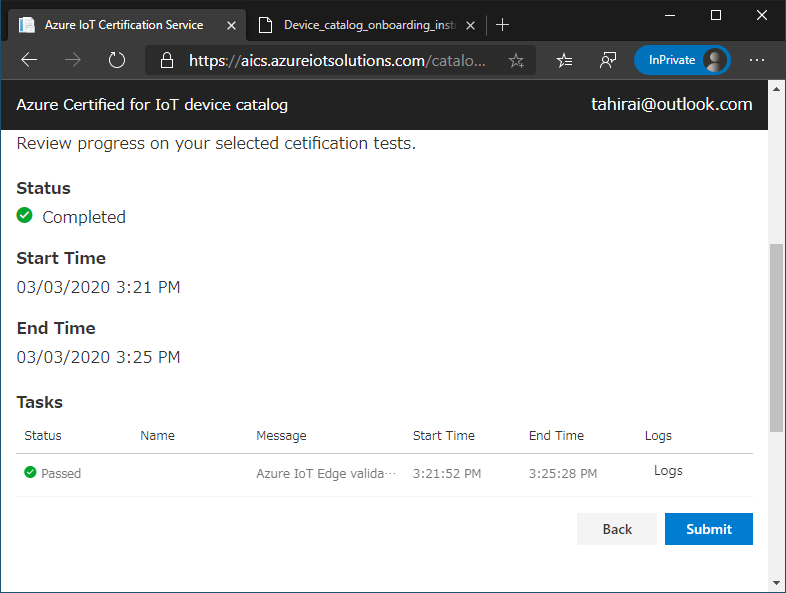 Azure IoT Certification Service
Device_catalog_onboarding_inst
https://aics.azureiotsolutions.com/catalo...
InPrivate
Azure Certified for IoT device catalog
tahirai@outlook.com
Review progress on your selected cetification tests.
Status
Completed
Start Time
03/03/2020 3:21 PM
End Time
03/03/2020 3:25 PM
Tasks
Status Name Message Start Time End Time Logs
Passed Azure IoT Edge valida··· 3:21:52 PM 3:25:28 PM Logs
Back Submit